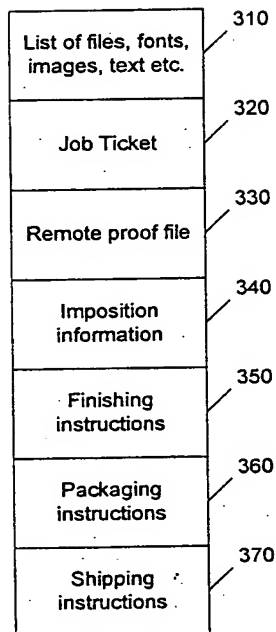 List of files, fonts,
images, text etc.
310
Job Ticket
320
Remote proof file
330
Imposition
information
340
Finishing
instructions
350
Packaging
instructions
360
Shipping
instructions
370